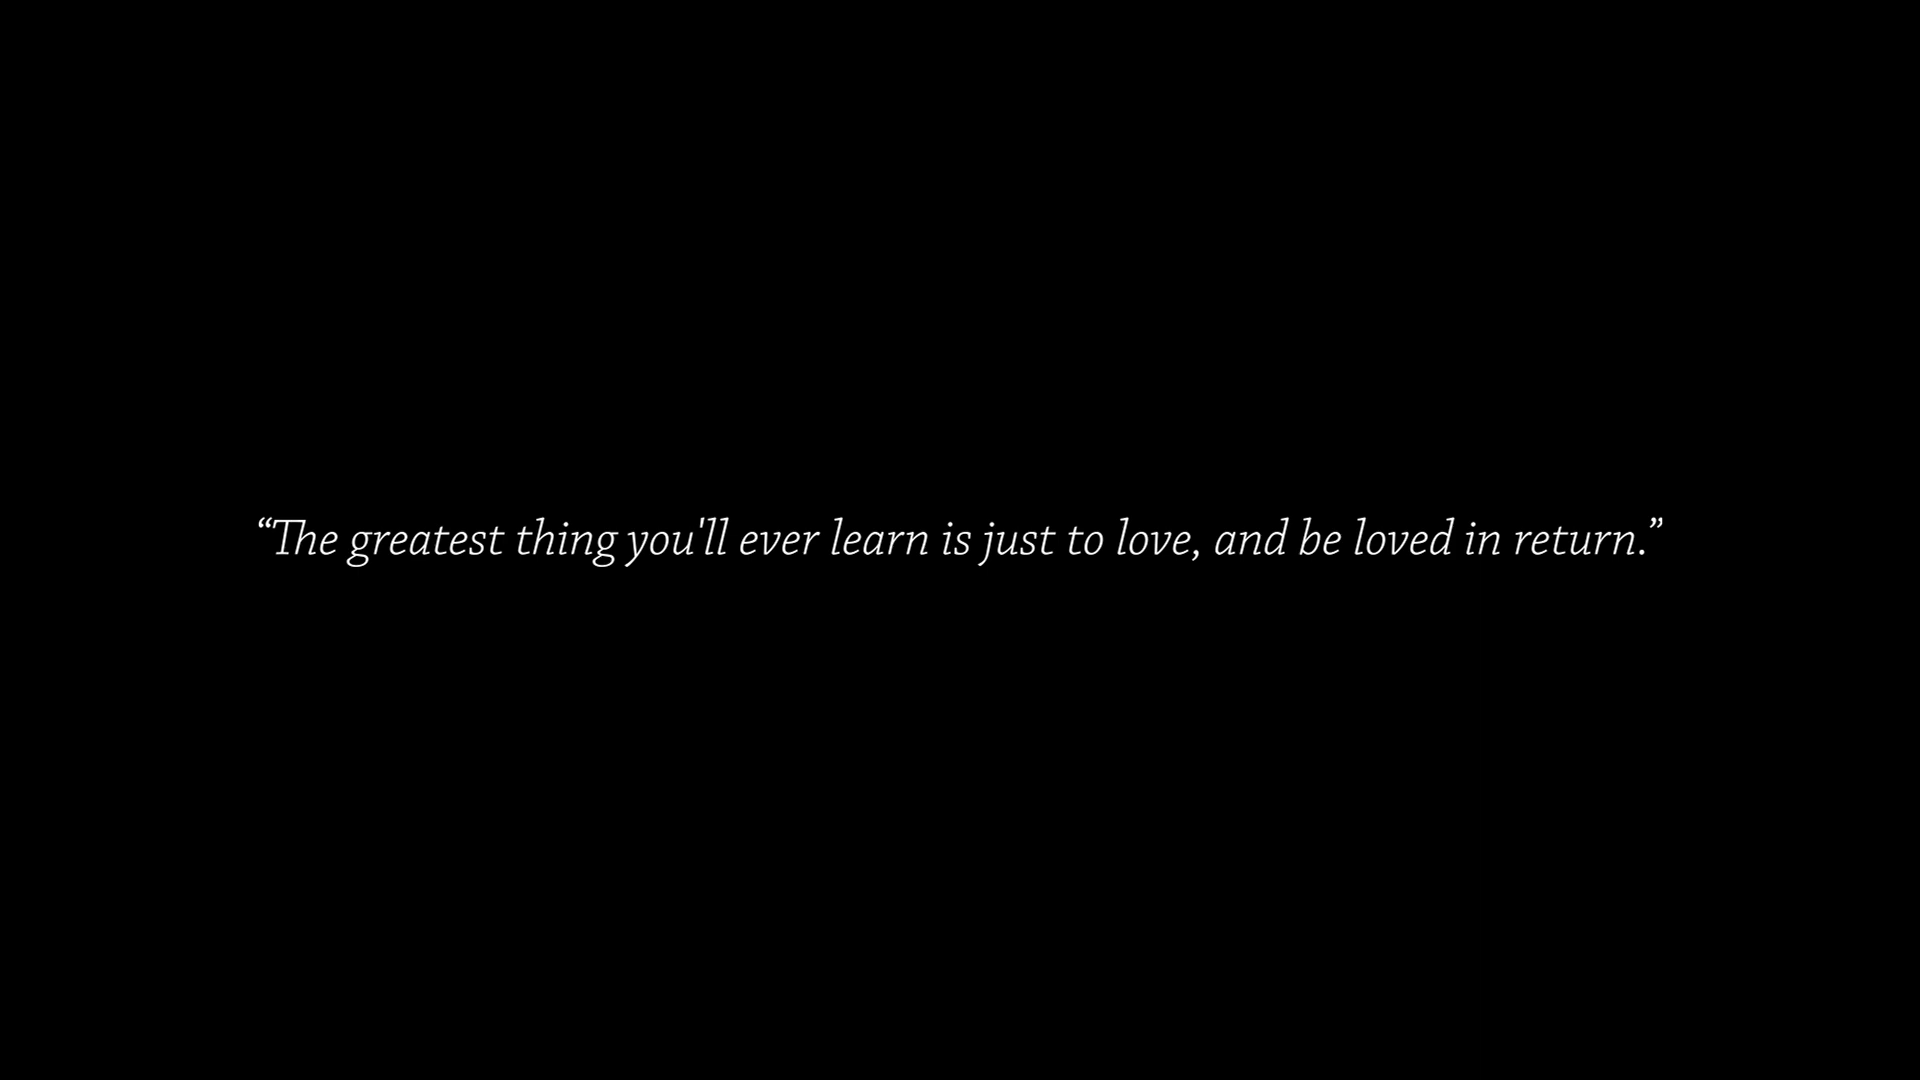 “The greatest thing you'll ever learn is just to love, and be loved in return.”